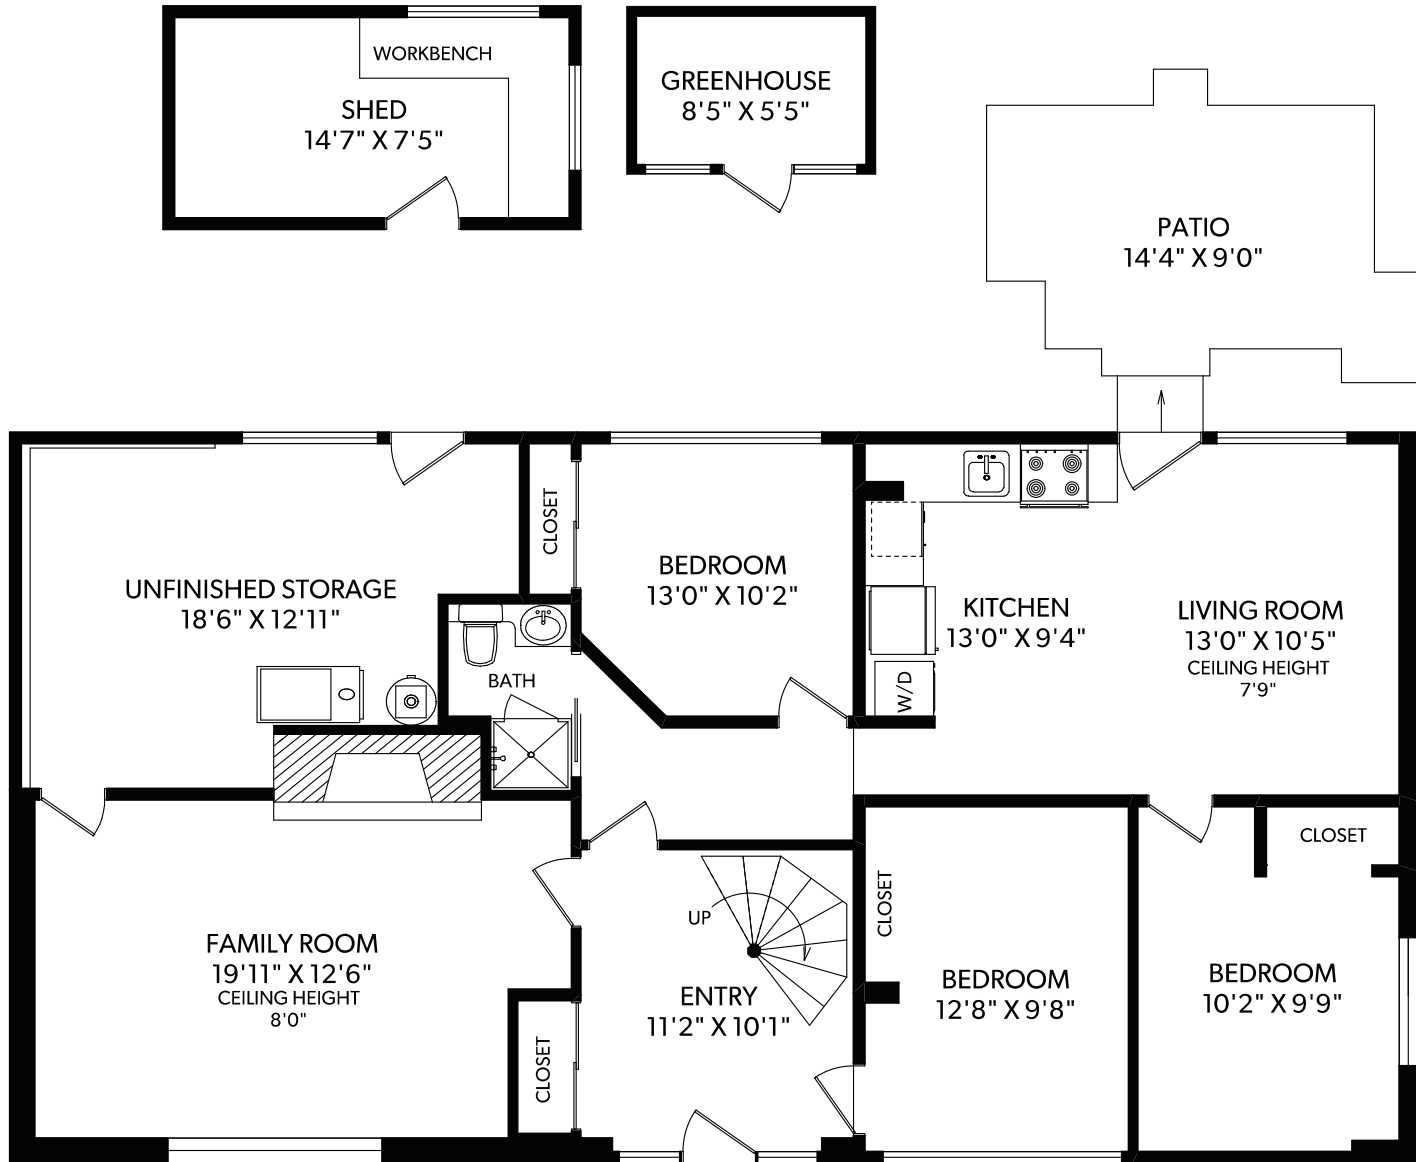 WORKBENCH
SHED
14'7" X 7'5"
GREENHOUSE
8'5" X 5'5"
PATIO
14'4" X 9'0"
CLOSET
BEDROOM
13'0" X 10'2"
UNFINISHED STORAGE
18'6" X 12'11"
KITCHEN
13'0" X 9'4"
LIVING ROOM
13'0" X 10'5"
CEILING HEIGHT
7'9"
BATH
W/D
CLOSET
CLOSET
UP
FAMILY ROOM
19'11" X 12'6"
CEILING HEIGHT
8'0"
ENTRY
11'2" X 10'1"
BEDROOM
12'8" X 9'8"
BEDROOM
10'2" X 9'9"
CLOSET